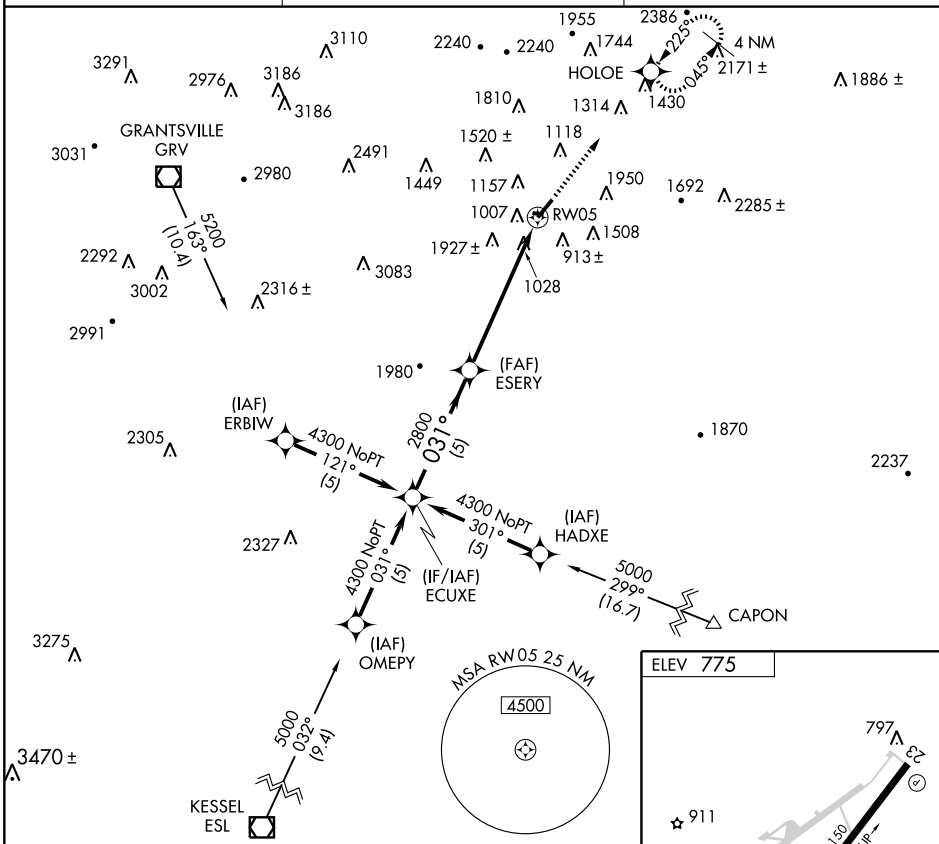 1955
2386
3110
2240
2240
1744
225°
4 NM
3291
HOLOE
045°
2171 ±
2976
3186
1886 ±
3186
1810
1314
1430
GRANTSVILLE
GRV
3031
1520 ±
1118
2491
2980
1449
1157
1950
1692
2285 ±
5200
163°
(10.4)
1007
RW05
1927 ±
913 ±
1508
2292
3002
3083
1028
2316 ±
2991
1980
(FAF)
ESERY
(IAF)
ERBIW
2800
031°
(5)
2305
4300 NoPT
121°
(5)
1870
2237
4300 NoPT
301°
(5)
(IAF)
HADXE
2327
4300 NoPT
031°
(5)
(IF/IAF)
ECUXE
5000
299°
(16.7)
CAPON
3275
(IAF)
OMEPY
MSA RW05 25 NM
4500
ELEV 775
5000
032°
(9.4)
3470 ±
797
23
P
KESSEL
ESL
911
150
UP